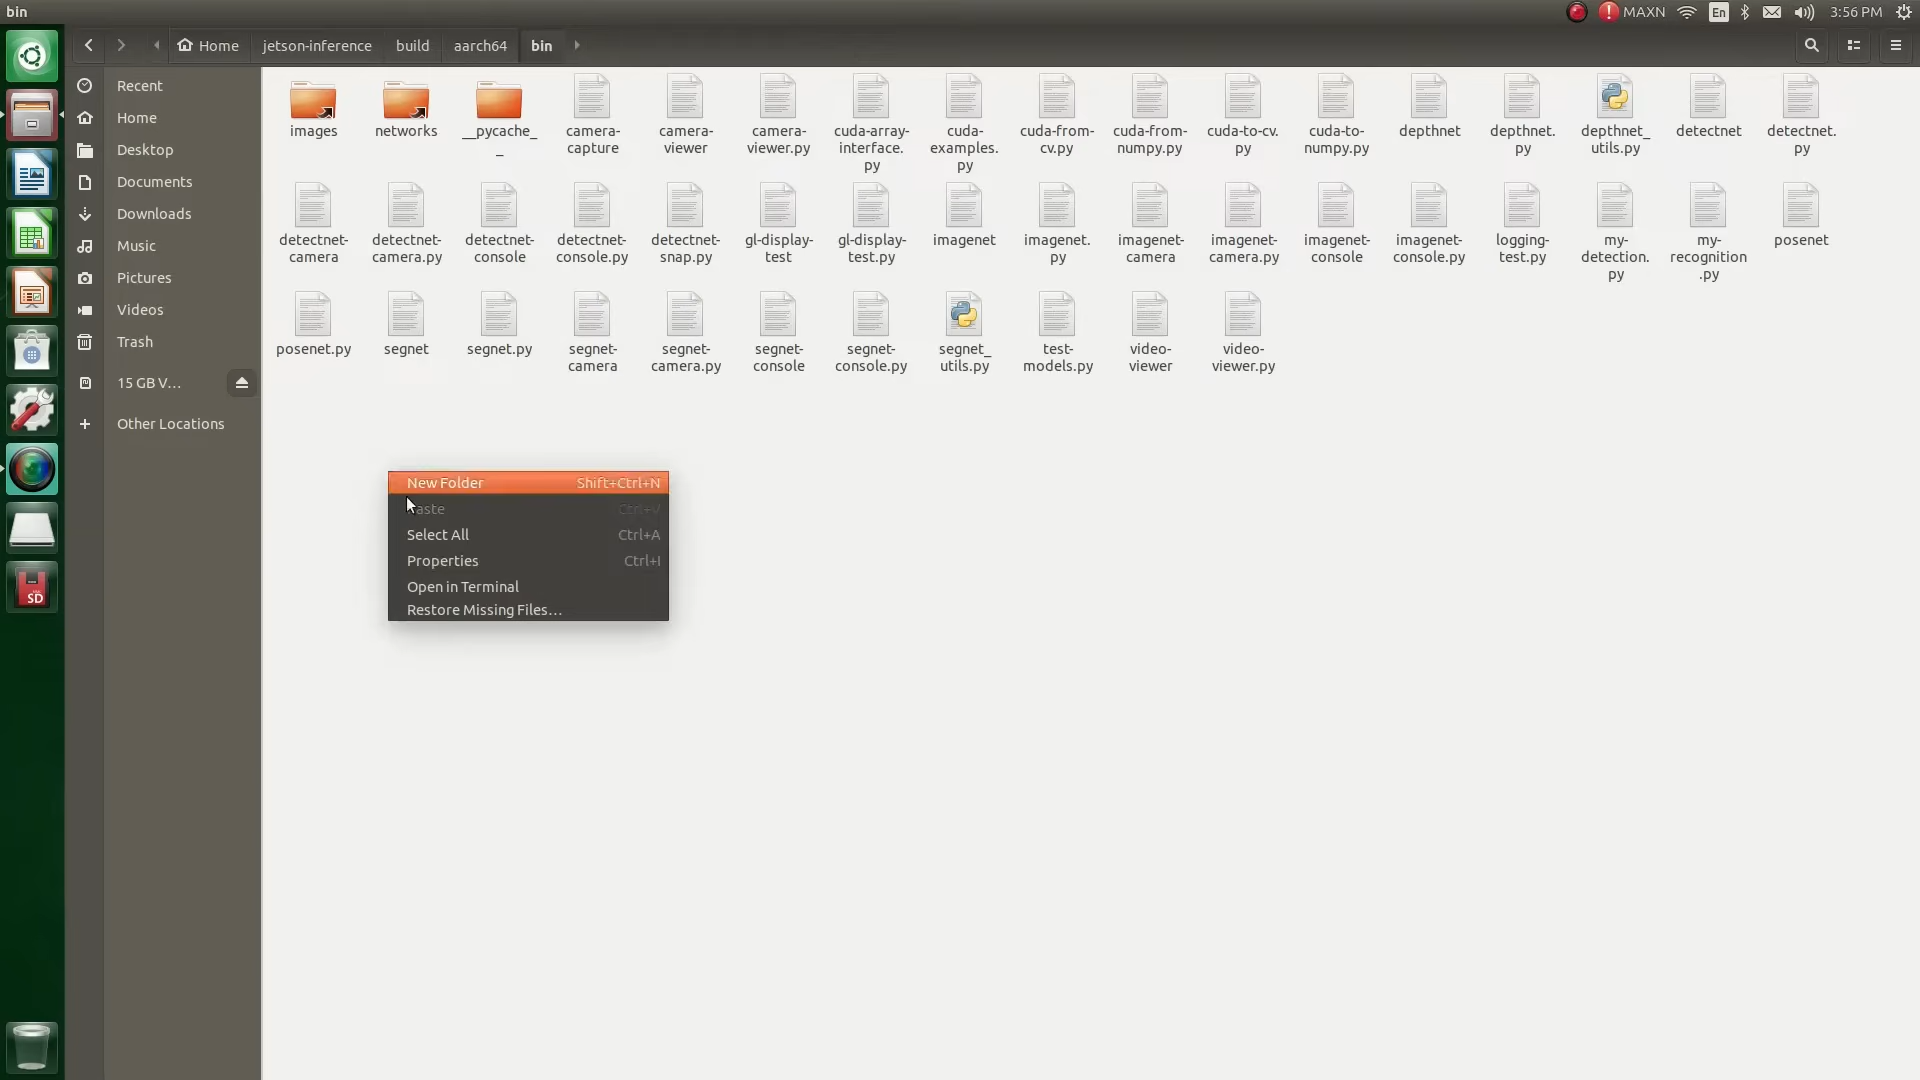 bin
MAXN
En
3:56 PM
Home
jetson-inference
build
aarch64
bin
Recent
Home
Desktop
Documents
Downloads
Music
Pictures
Videos
Trash
15 GB V…
Other Locations
SD
images
networks
__pycache_
_
camera-
capture
camera-
viewer
camera-
viewer.py
cuda-array-
interface.
py
cuda-
examples.
py
cuda-from-
cv.py
cuda-from-
numpy.py
cuda-to-cv.
py
cuda-to-
numpy.py
depthnet
depthnet.
py
depthnet_
utils.py
detectnet
detectnet.
py
detectnet-
camera
detectnet-
camera.py
detectnet-
console
detectnet-
console.py
detectnet-
snap.py
gl-display-
test
gl-display-
test.py
imagenet
imagenet.
py
imagenet-
camera
imagenet-
camera.py
imagenet-
console
imagenet-
console.py
logging-
test.py
my-
detection.
py
my-
recognition
.py
posenet
posenet.py
segnet
segnet.py
segnet-
camera
segnet-
camera.py
segnet-
console
segnet-
console.py
segnet_
utils.py
test-
models.py
video-
viewer
video-
viewer.py
New Folder Shift+Ctrl+N
aste Ctrl+V
Select All Ctrl+A
Properties Ctrl+I
Open in Terminal
Restore Missing Files…